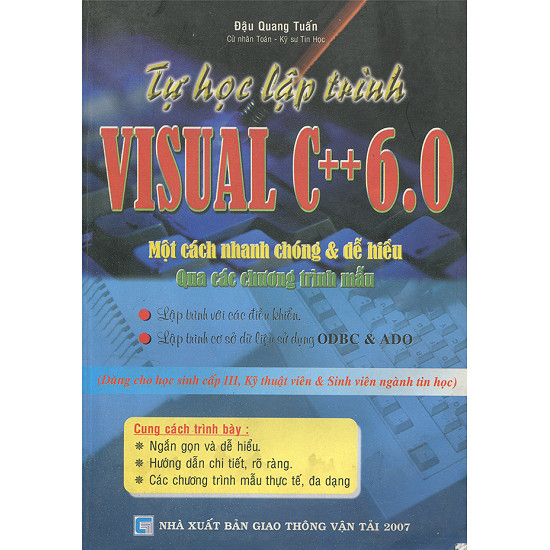 Đậu Quang Tuấn
Cử nhân Toán - Kỹ sư Tin Học
Tự học lập trình
VISUAL C++ 6.0
Một cách nhanh chóng & dễ hiểu
Qua các chương trình mẫu
Lập trình với các điều khiển.
Lập trình cơ sở dữ liệu sử dụng ODBC & ADO
(Dùng cho học sinh cấp III, Kỹ thuật viên & Sinh viên ngành tin học)
Cung cách trình bày :
Ngắn gọn và dễ hiểu.
Hướng dẫn chi tiết, rõ ràng.
Các chương trình mẫu thực tế, đa dạng
NHÀ XUẤT BẢN GIAO THÔNG VẬN TẢI 2007